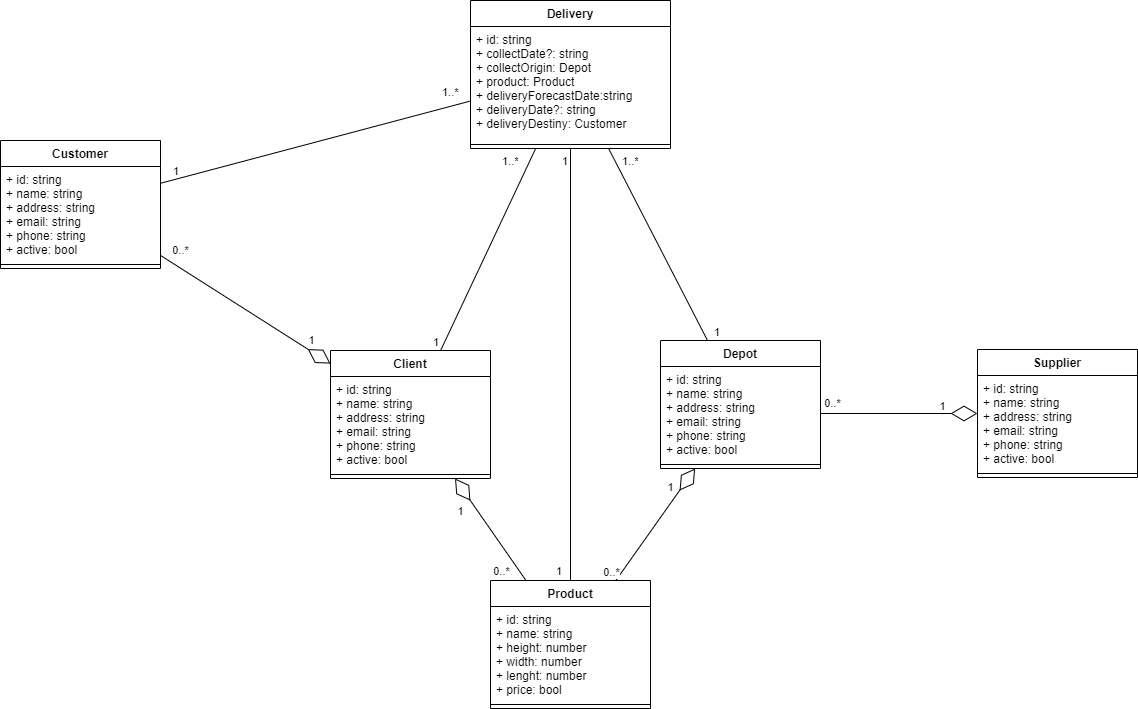 Delivery
+ id: string
+ collectDate?: string
+ collectOrigin: Depot
+ product: Product
+ deliveryForecastDate:string
+ deliveryDate?: string
+ deliveryDestiny: Customer
1..*
1..*
1
1..*
Customer
+ id: string
+ name: string
+ address: string
+ email: string
+ phone: string
+ active: bool
1
0..*
1
1
1
Client
+ id: string
+ name: string
+ address: string
+ email: string
+ phone: string
+ active: bool
1
Depot
+ id: string
+ name: string
+ address: string
+ email: string
+ phone: string
+ active: bool
0..*
1
1
Supplier
+ id: string
+ name: string
+ address: string
+ email: string
+ phone: string
+ active: bool
0..*
1
0..*
Product
+ id: string
+ name: string
+ height: number
+ width: number
+ lenght: number
+ price: bool